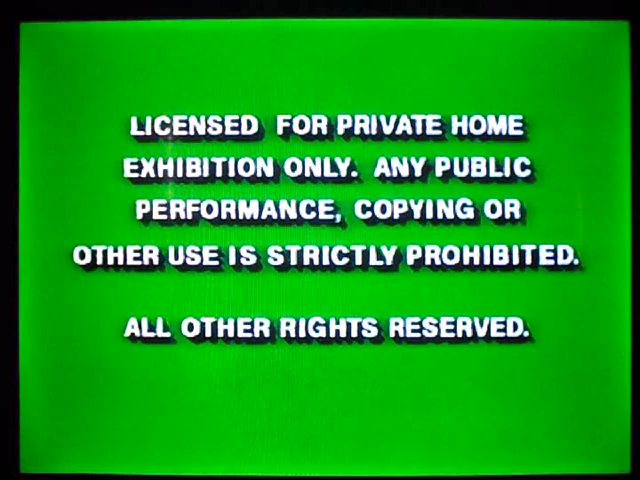 LICENSED FOR PRIVATE HOME
EXHIBITION ONLY. ANY PUBLIC
PERFORMANCE, COPYING OR
OTHER USE IS STRICTLY PROHIBITED.
ALL OTHER RIGHTS RESERVED.